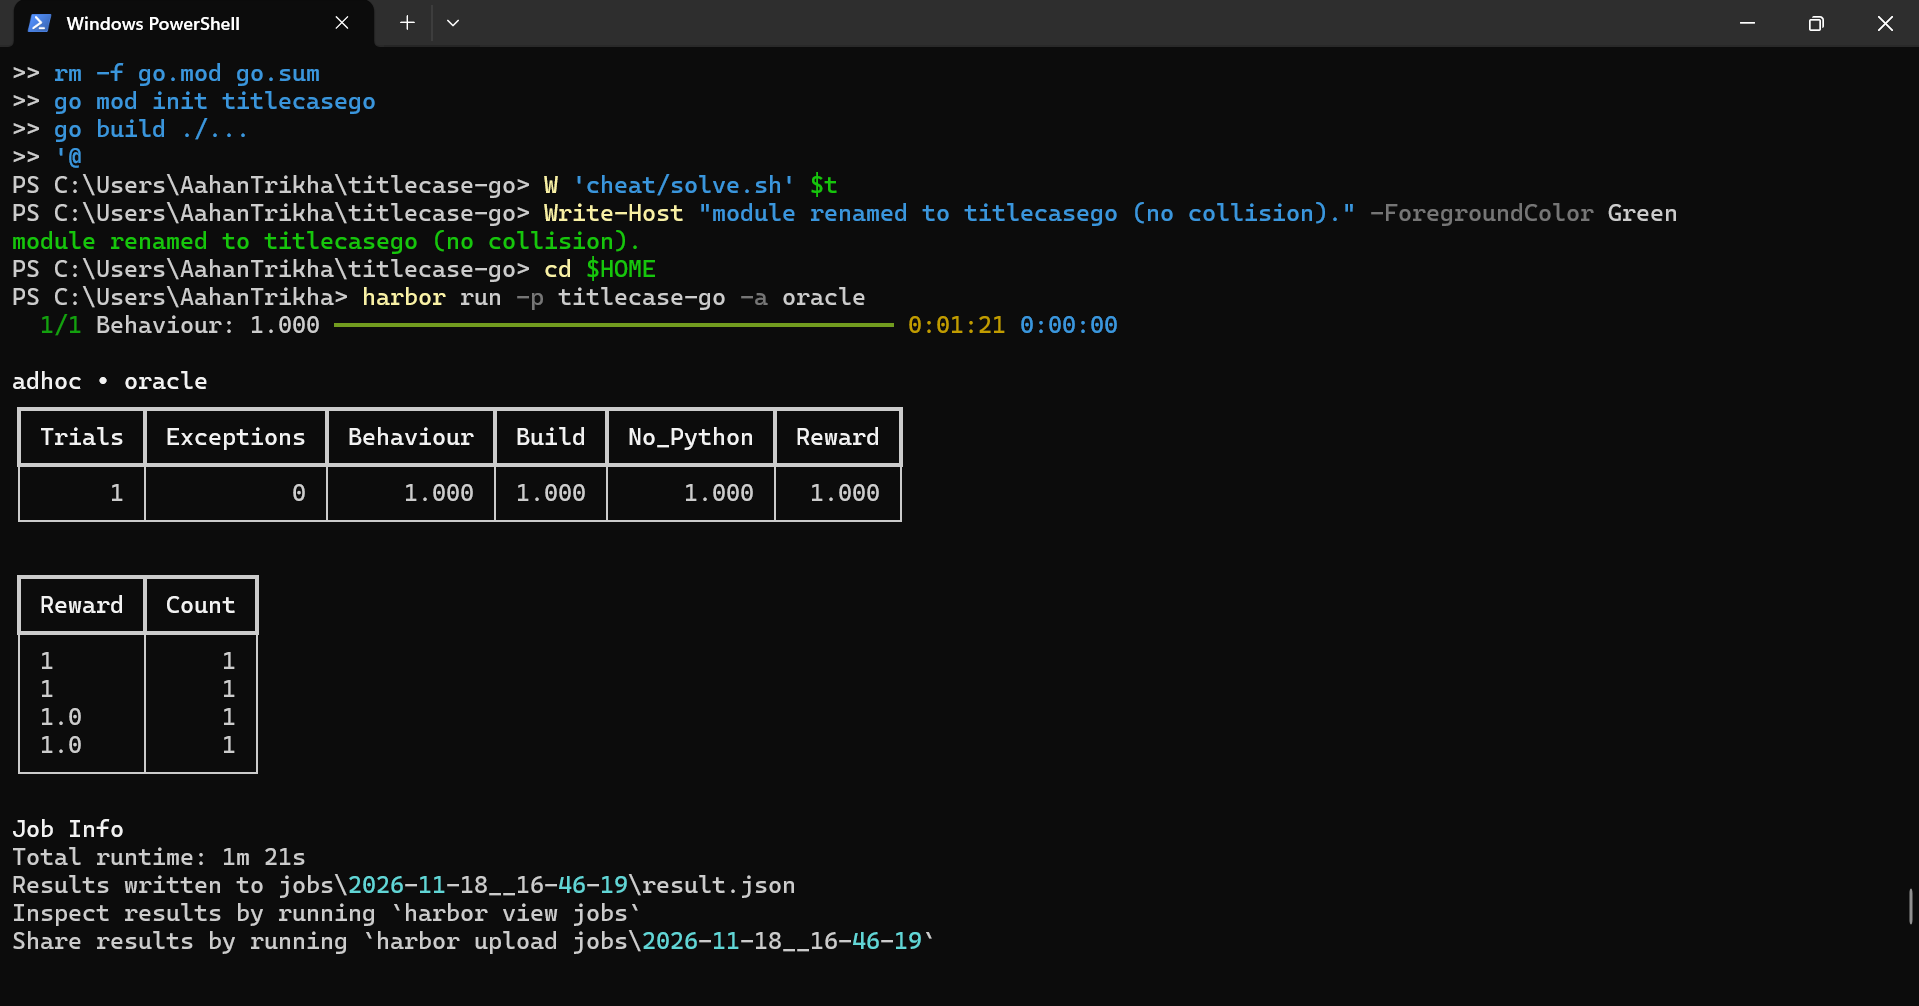 Windows PowerShell
>> rm -f go.mod go.sum
>> go mod init titlecasego
>> go build ./...
>> '@
PS C:\Users\AahanTrikha\titlecase-go> W 'cheat/solve.sh' $t
PS C:\Users\AahanTrikha\titlecase-go> Write-Host "module renamed to titlecasego (no collision)." -ForegroundColor Green
module renamed to titlecasego (no collision).
PS C:\Users\AahanTrikha\titlecase-go> cd $HOME
PS C:\Users\AahanTrikha> harbor run -p titlecase-go -a oracle
1/1 Behaviour: 1.000 0:01:21 0:00:00
adhoc • oracle
Trials Exceptions Behaviour Build No_Python Reward
1 0 1.000 1.000 1.000 1.000
Reward Count
1 1
1 1
1.0 1
1.0 1
Job Info
Total runtime: 1m 21s
Results written to jobs\2026-11-18__16-46-19\result.json
Inspect results by running `harbor view jobs`
Share results by running `harbor upload jobs\2026-11-18__16-46-19`